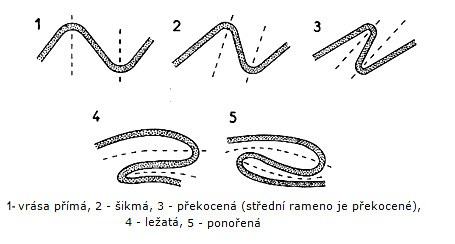 1 2 3
4 5
1- vrása přímá, 2 - šikmá, 3 - překocená (střední rameno je překocené),
4 - ležatá, 5 - ponořená